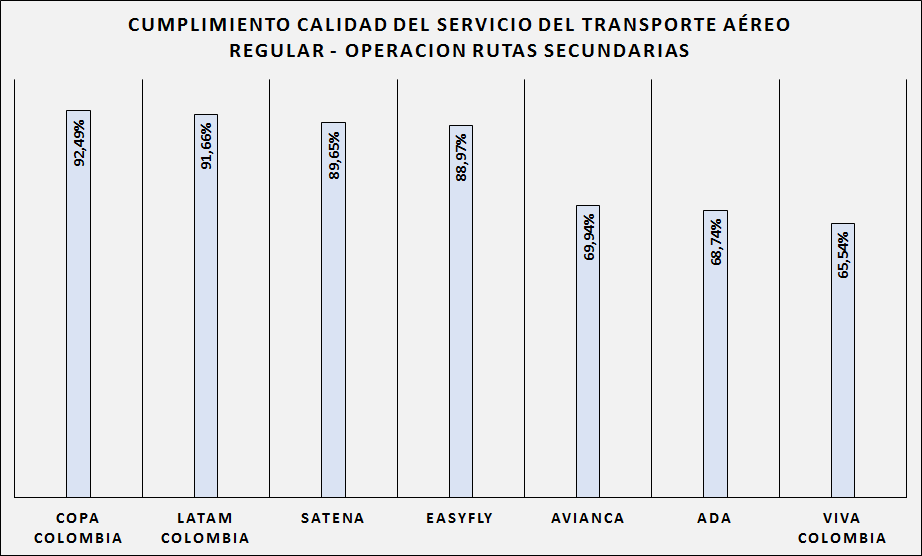 CUMPLIMIENTO CALIDAD DEL SERVICIO DEL TRANSPORTE AÉREO
REGULAR - OPERACION RUTAS SECUNDARIAS
92,49%
91,66%
89,65%
88,97%
69,94%
68,74%
65,54%
COPA
COLOMBIA
LATAM
COLOMBIA
SATENA
EASYFLY
AVIANCA
ADA
VIVA
COLOMBIA